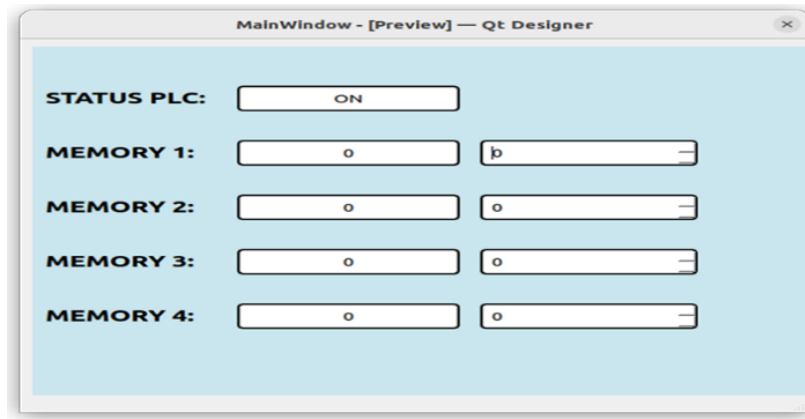 MainWindow - [Preview] — Qt Designer
STATUS PLC: ON
MEMORY 1: 0 0
MEMORY 2: 0 0
MEMORY 3: 0 0
MEMORY 4: 0 0